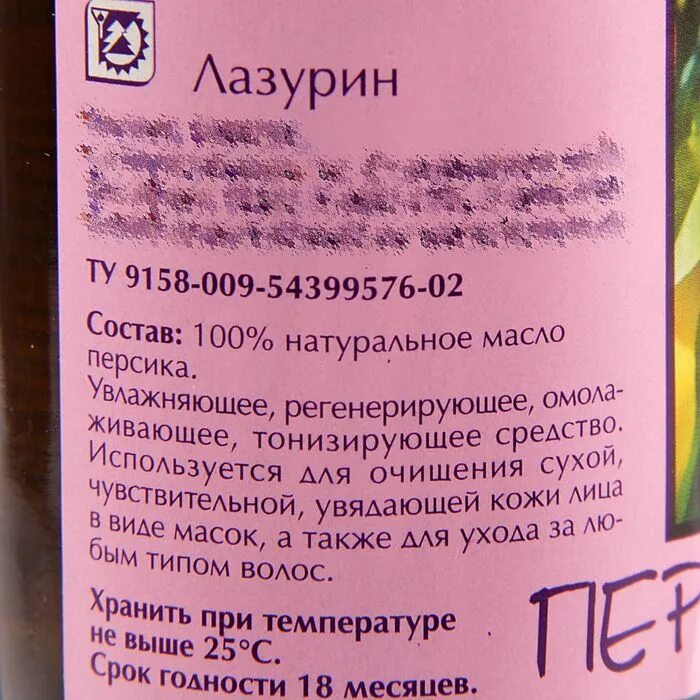 Лазурин
ТУ 9158-009-54399576-02
Состав: 100% натуральное масло
персика.
Увлажняющее, регенерирующее, омола-
живающее, тонизирующее средство.
Используется для очищения сухой,
чувствительной, увядающей кожи лица
в виде масок, а также для ухода за лю-
бым типом волос.
Хранить при температуре
не выше 25°С.
Срок годности 18 месяцев.
ПЕР